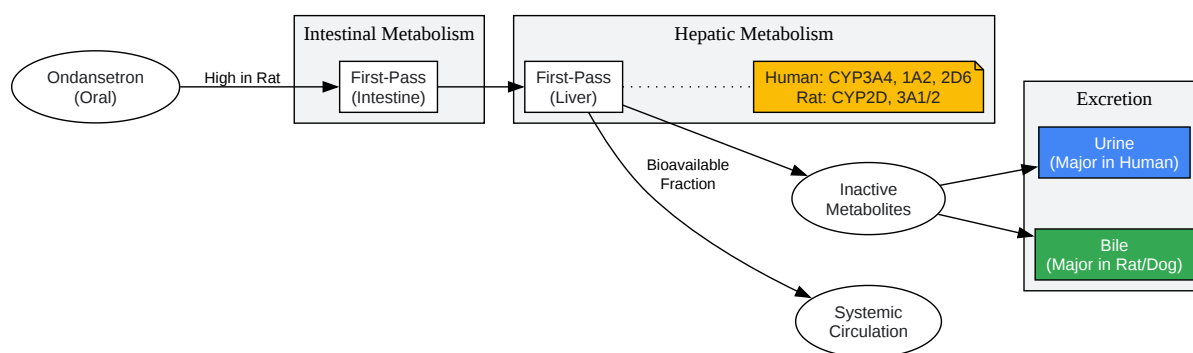 Intestinal Metabolism
Hepatic Metabolism
Ondansetron
(Oral)
High in Rat
First-Pass
(Intestine)
First-Pass
(Liver)
Human: CYP3A4, 1A2, 2D6
Rat: CYP2D, 3A1/2
Excretion
Urine
(Major in Human)
Bioavailable
Fraction
Inactive
Metabolites
Bile
(Major in Rat/Dog)
Systemic
Circulation